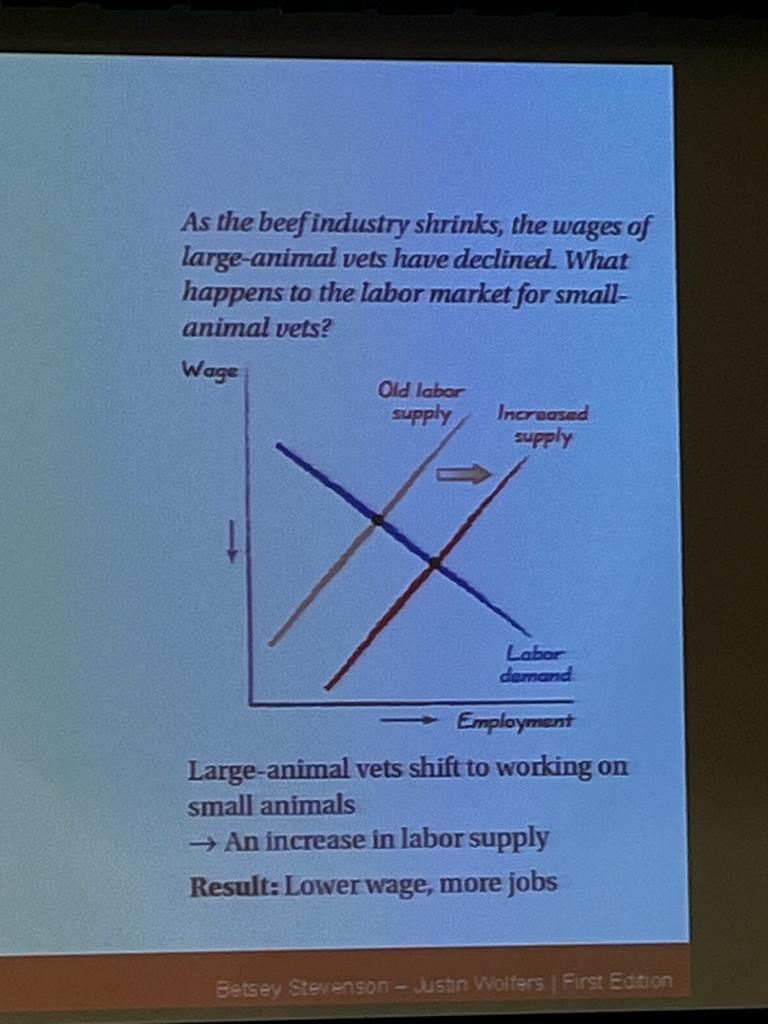 As the beef industry shrinks, the wages of
large-animal vets have declined. What
happens to the labor market for small-
animal vets?
Wage
Old labor
supply
Increased
supply
Labor
demand
Employment
Large-animal vets shift to working on
small animals
→ An increase in labor supply
Result: Lower wage, more jobs
Betsey Stevenson – Justin Wolfers | First Edition